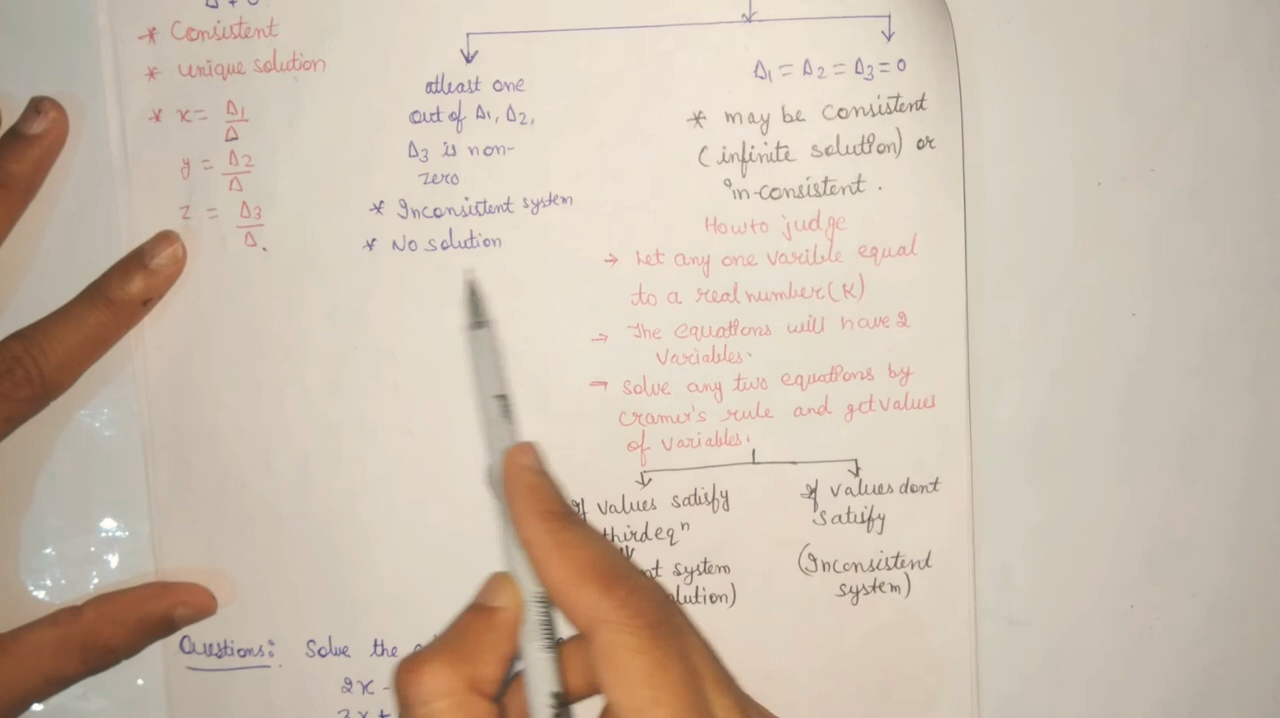 * Consistent
* unique solution
* x = Δ1/Δ
y = Δ2/Δ
z = Δ3/Δ.
atleast one
out of Δ1, Δ2,
Δ3 is non-
zero
* Inconsistent system
* No solution
Δ1 = Δ2 = Δ3 = 0
* may be consistent
(infinite solution) or
in-consistent.
How to judge
→ Let any one varible equal
to a real number (K)
→ The equations will have 2
variables.
→ Solve any two equations by
cramer's rule and get values
of variables.
If values satisfy
third eqⁿ
system
If values dont
satisfy
(Inconsistent
system)
Questions: Solve the
2x -